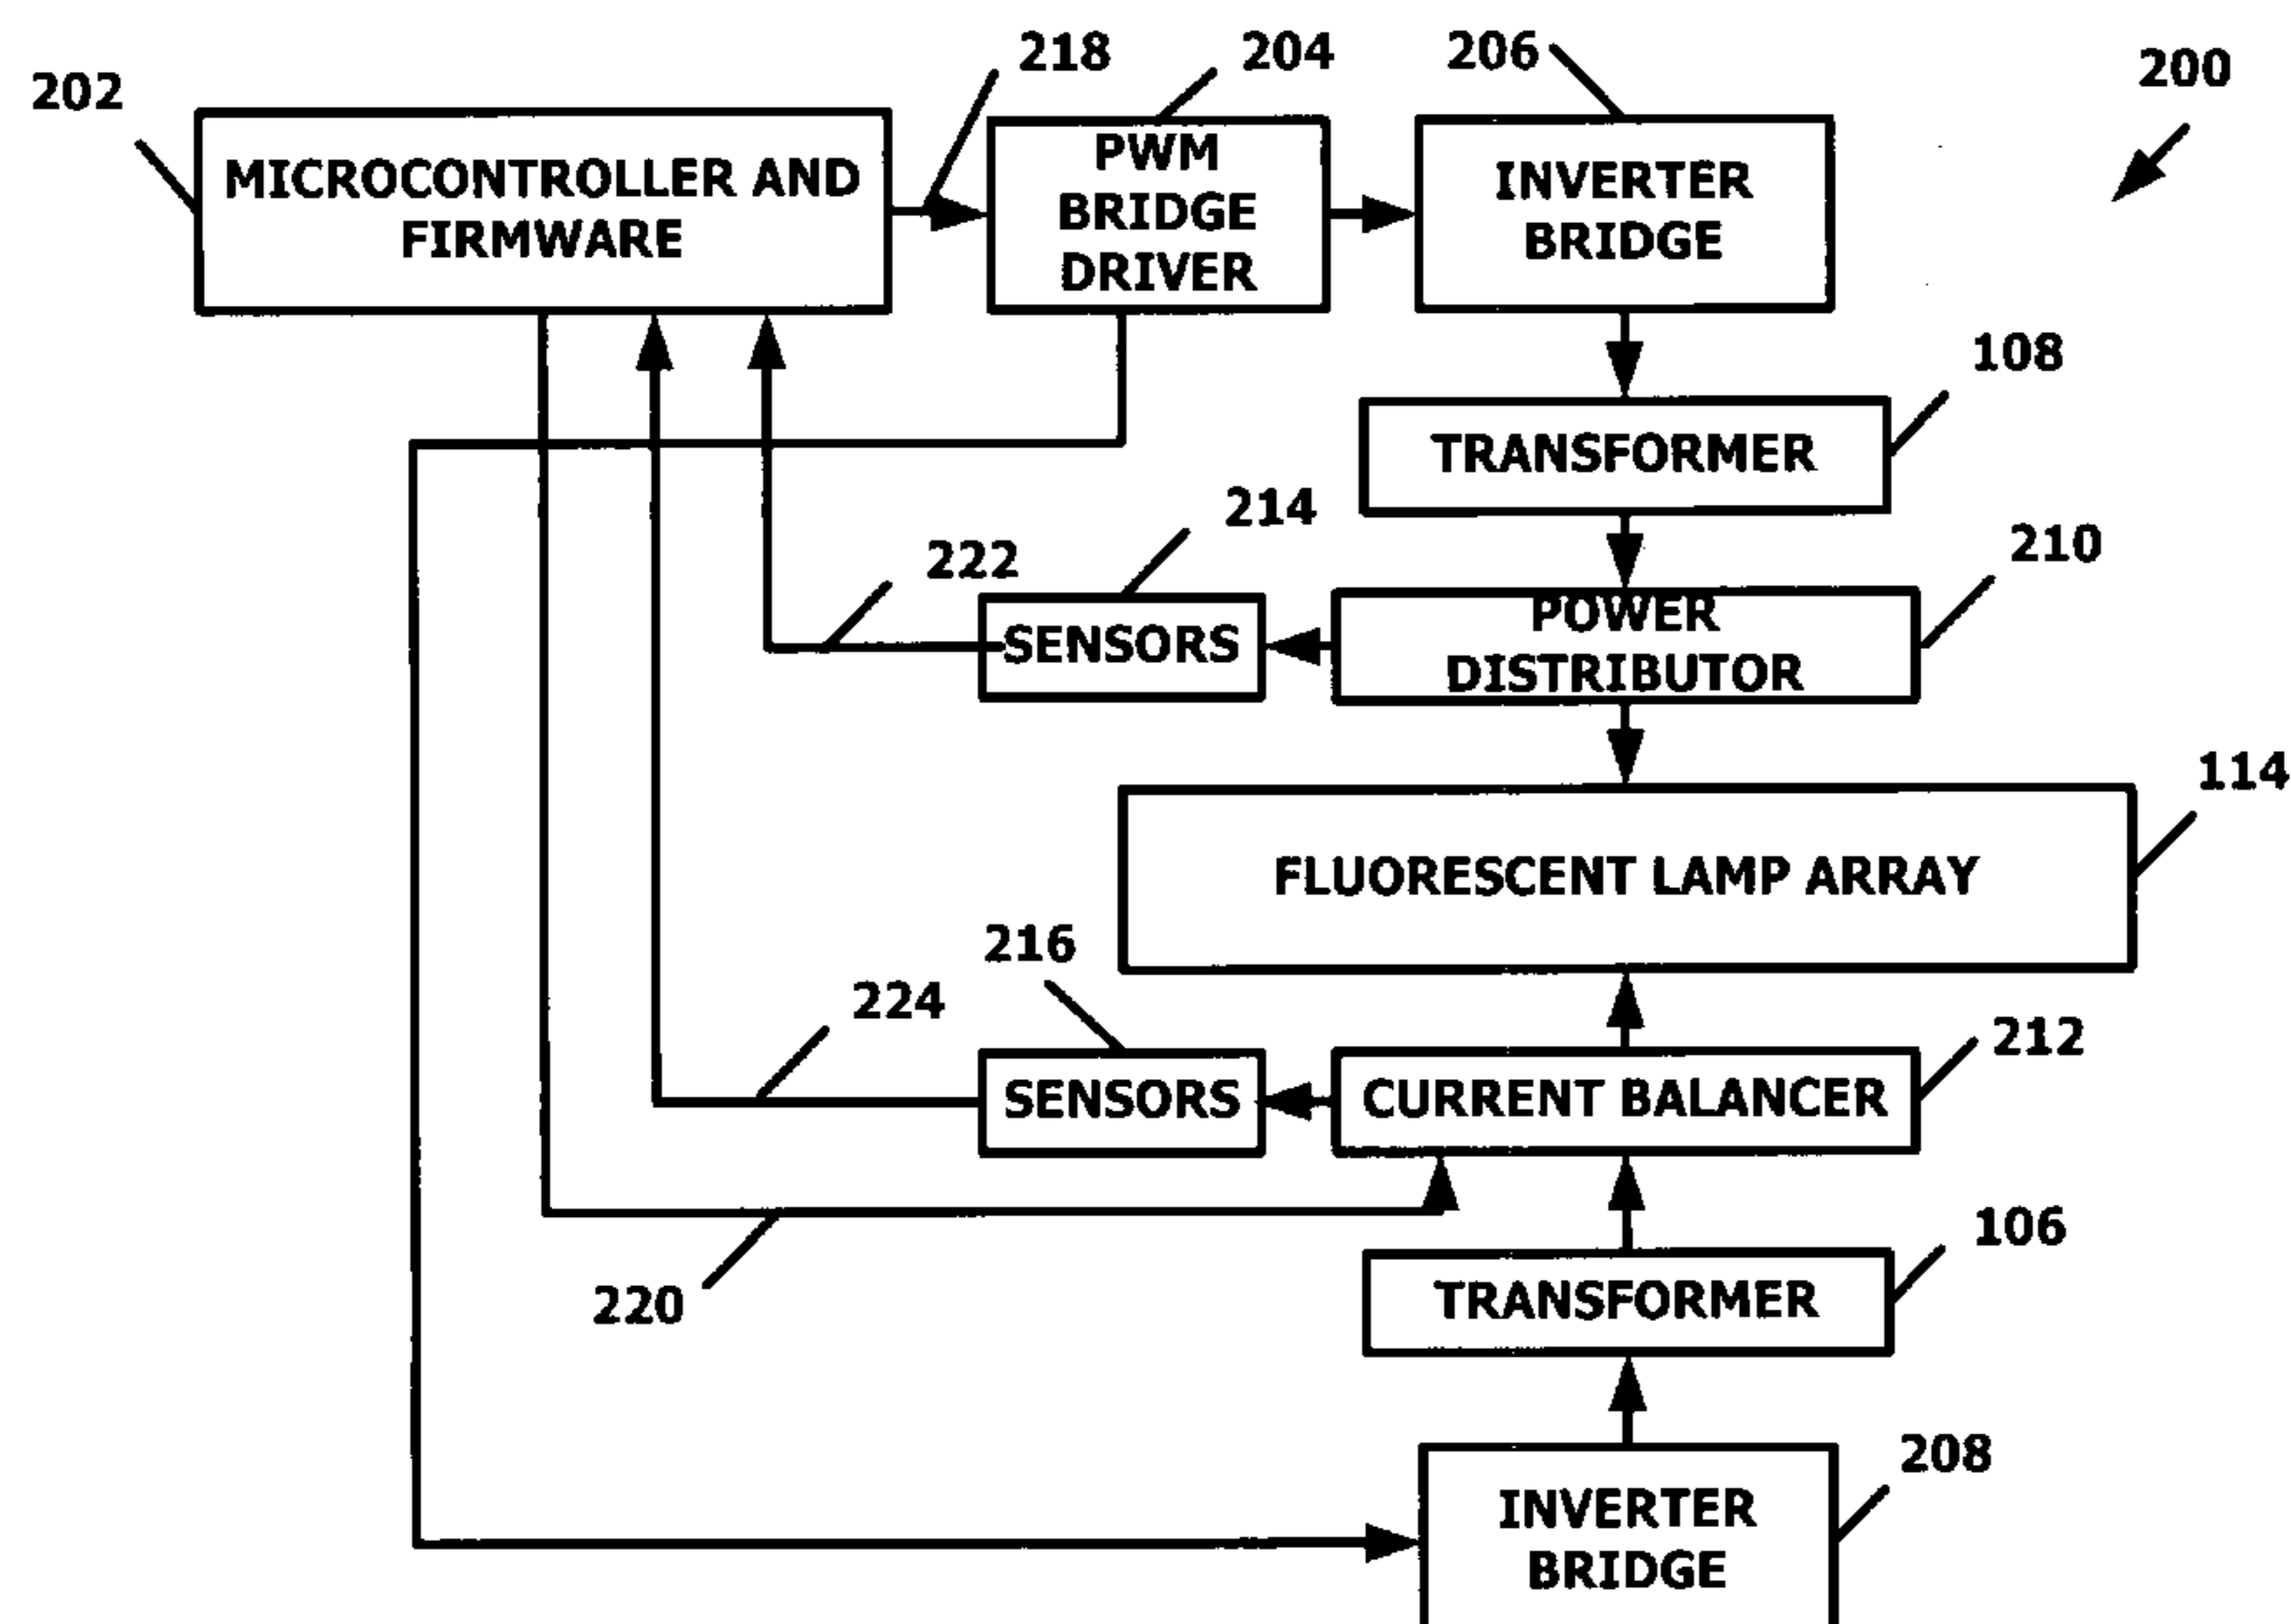 218
204
206
200
202
MICROCONTROLLER AND
FIRMWARE
PWM
BRIDGE
DRIVER
INVERTER
BRIDGE
108
TRANSFORMER
214
222
210
SENSORS
POWER
DISTRIBUTOR
114
FLUORESCENT LAMP ARRAY
216
224
212
SENSORS
CURRENT BALANCER
106
220
TRANSFORMER
208
INVERTER
BRIDGE